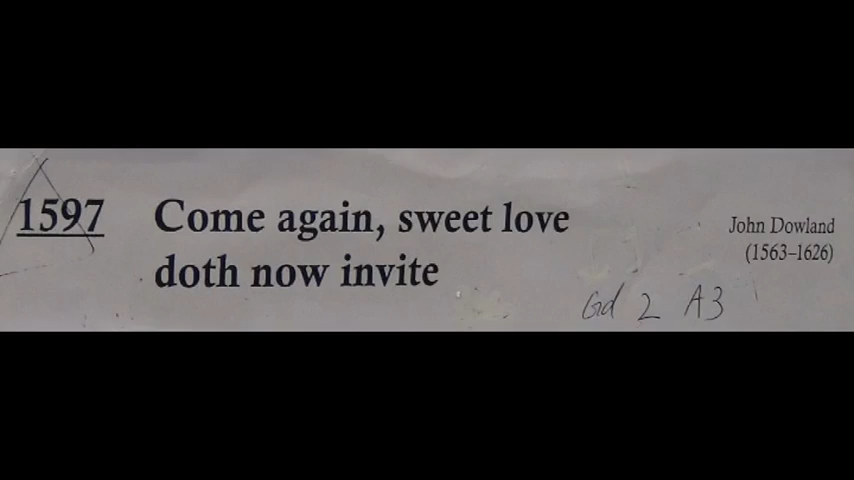 1597 Come again, sweet love
doth now invite
John Dowland
(1563–1626)
Gd 2 A3